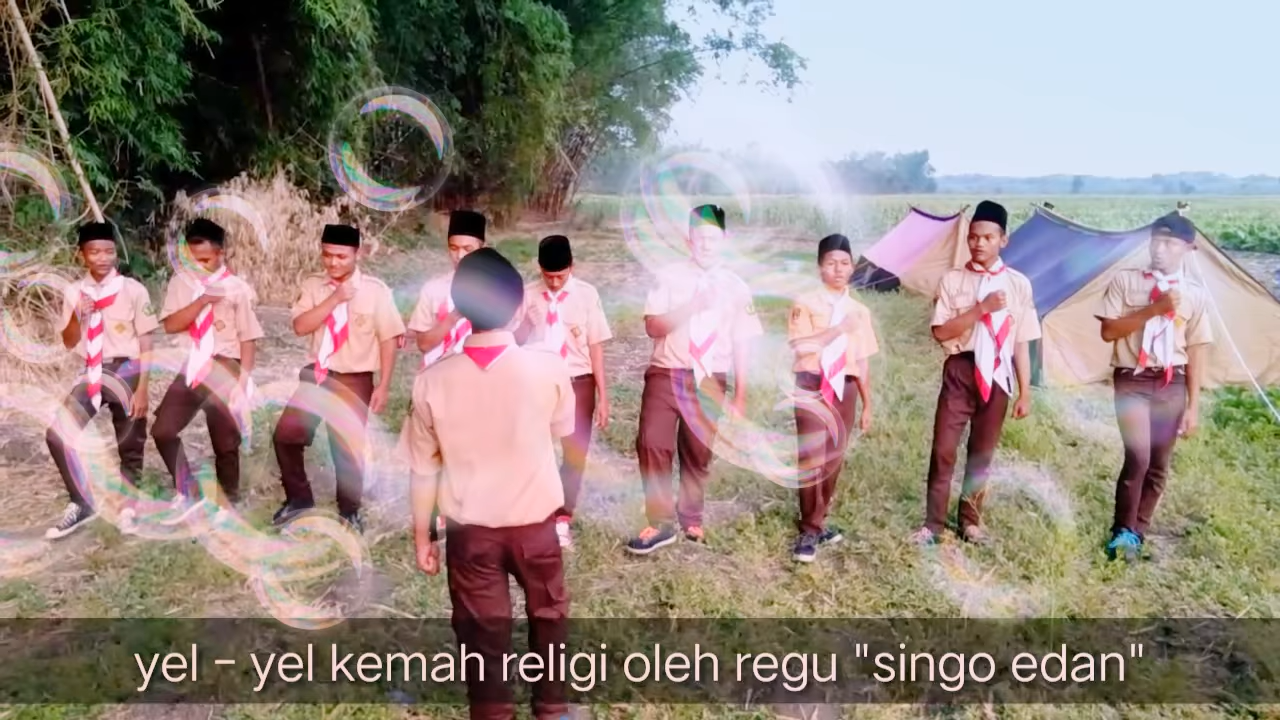 yel - yel kemah religi oleh regu "singo edan"